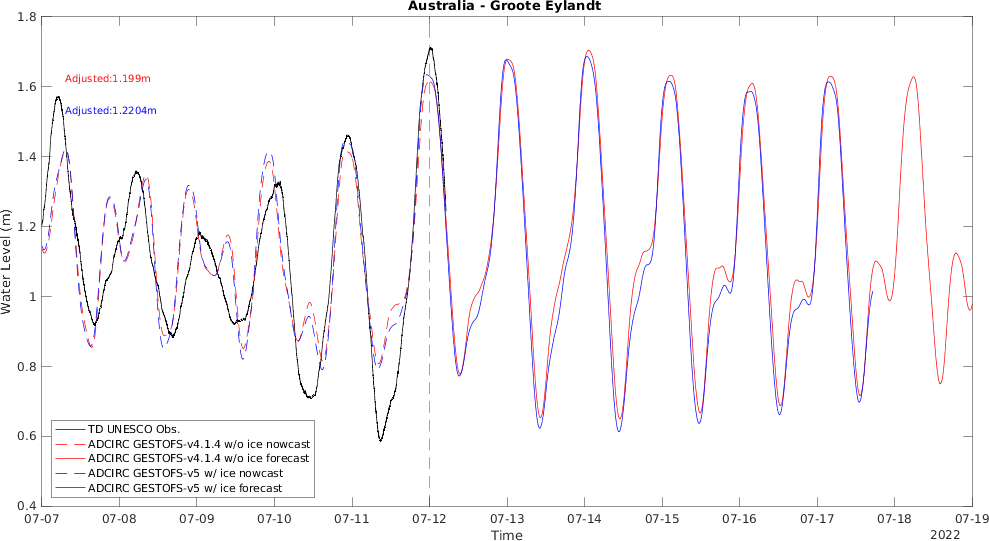 Australia - Groote Eylandt
1.8
1.6
1.4
1.2
1
0.8
0.6
0.4
Water Level (m)
Adjusted:1.199m
Adjusted:1.2204m
TD UNESCO Obs.
ADCIRC GESTOFS-v4.1.4 w/o ice nowcast
ADCIRC GESTOFS-v4.1.4 w/o ice forecast
ADCIRC GESTOFS-v5 w/ ice nowcast
ADCIRC GESTOFS-v5 w/ ice forecast
07-07 07-08 07-09 07-10 07-11 07-12 07-13 07-14 07-15 07-16 07-17 07-18 07-19
Time
2022